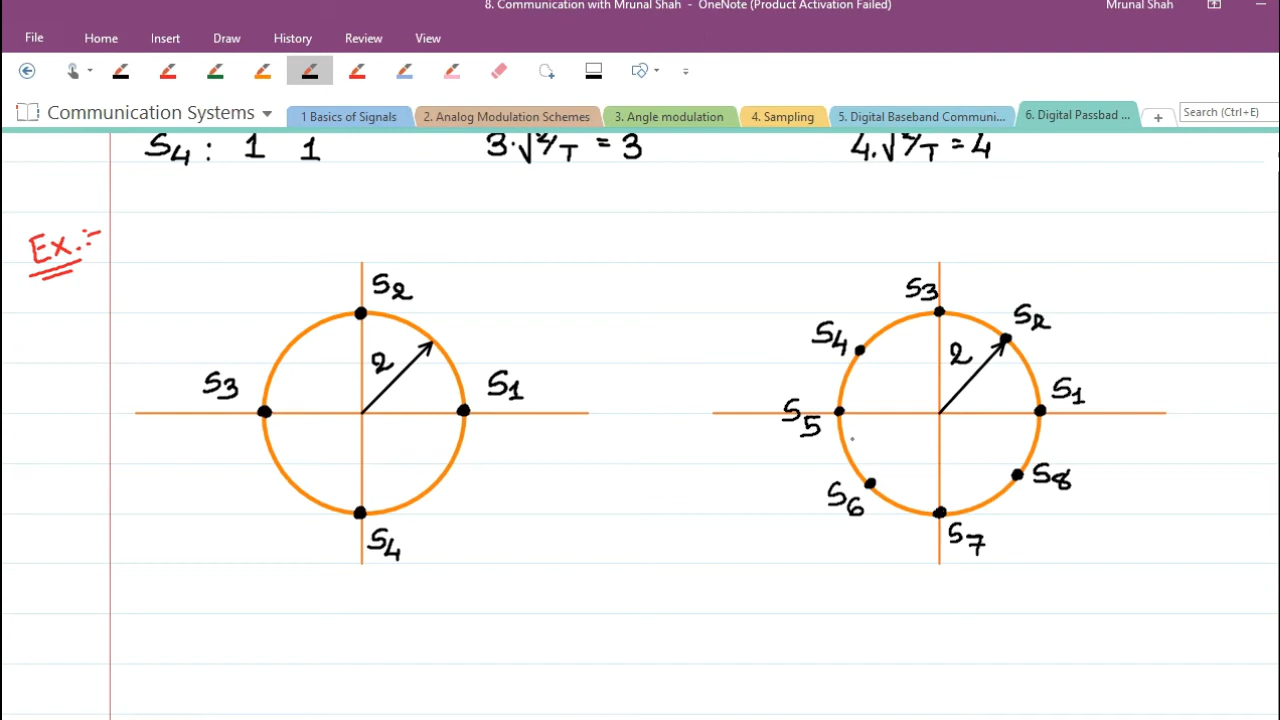 8. Communication with Mrunal Shah - OneNote (Product Activation Failed)
Mrunal Shah
File Home Insert Draw History Review View
Communication Systems
1 Basics of Signals
2. Analog Modulation Schemes
3. Angle modulation
4. Sampling
5. Digital Baseband Communi...
6. Digital Passbad ...
Search (Ctrl+E)
S4 : 1 1 3.√2/T = 3 4.√2/T = 4
Ex.:-
S2
2
S3
S1
S4
S3
S2
S4
2
S1
S5
S8
S6
S7